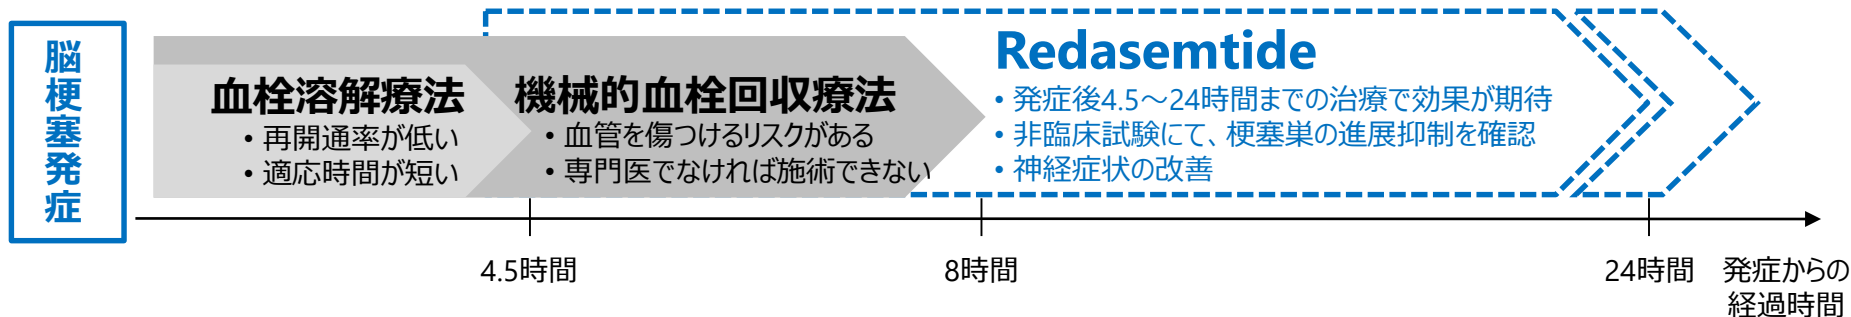 脳梗塞発症
血栓溶解療法
• 再開通率が低い
• 適応時間が短い
機械的血栓回収療法
• 血管を傷つけるリスクがある
• 専門医でなければ施術できない
Redasemtide
• 発症後4.5～24時間までの治療で効果が期待
• 非臨床試験にて、梗塞巣の進展抑制を確認
• 神経症状の改善
4.5時間
8時間
24時間
発症からの
経過時間